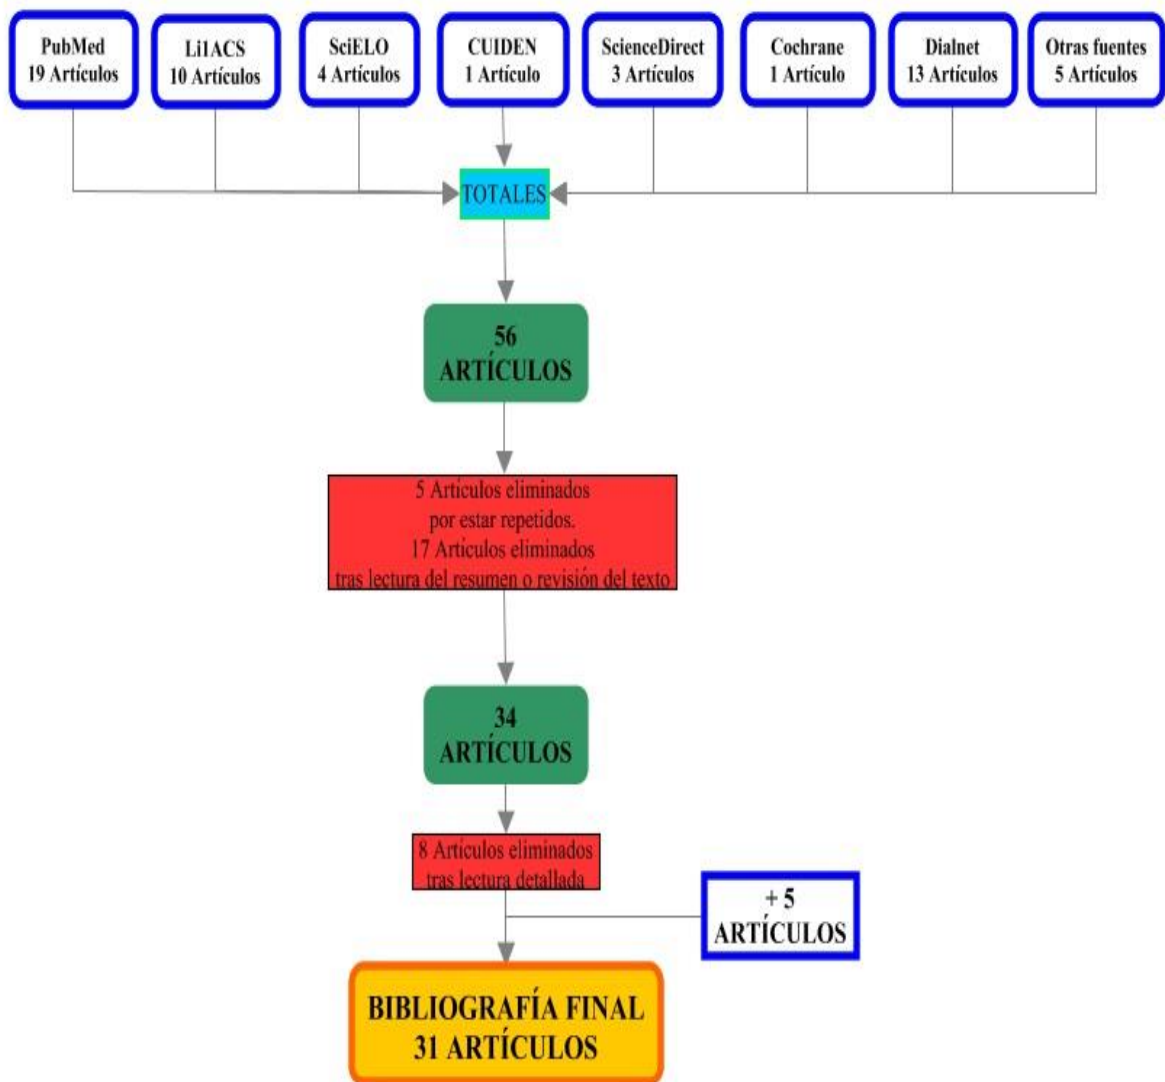 PubMed
19 Artículos
Li1ACS
10 Artículos
SciELO
4 Artículos
CUIDEN
1 Artículo
ScienceDirect
3 Artículos
Cochrane
1 Artículo
Dialnet
13 Artículos
Otras fuentes
5 Artículos
TOTALES
56
ARTÍCULOS
5 Artículos eliminados
por estar repetidos.
17 Artículos eliminados
tras lectura del resumen o revisión del texto
34
ARTÍCULOS
8 Artículos eliminados
tras lectura detallada
+ 5
ARTÍCULOS
BIBLIOGRAFÍA FINAL
31 ARTÍCULOS